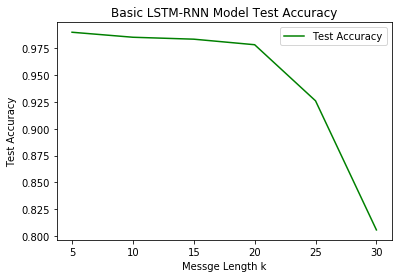 Basic LSTM-RNN Model Test Accuracy
Test Accuracy
Test Accuracy
0.975
0.950
0.925
0.900
0.875
0.850
0.825
0.800
5 10 15 20 25 30
Messge Length k